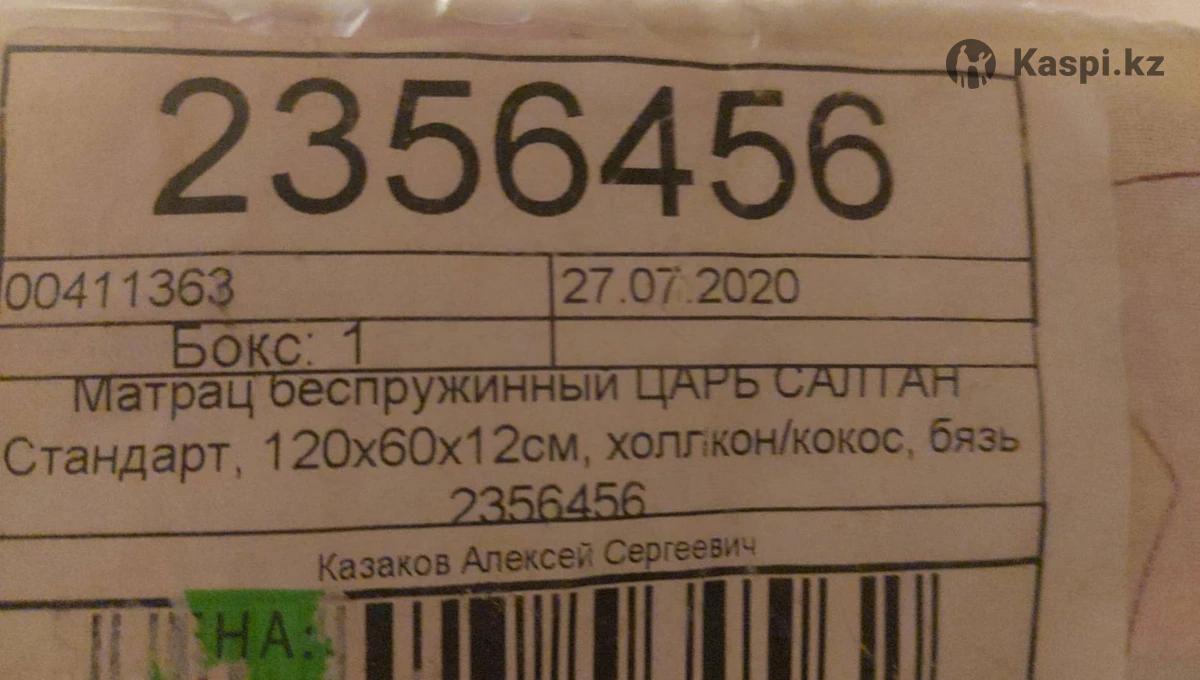 Kaspi.kz
2356456
00411363
27.07.2020
Бокс: 1
Матрац беспружинный ЦАРЬ САЛТАН
Стандарт, 120х60х12см, холлкон/кокос, бязь
2356456
Казаков Алексей Сергеевич
НА: